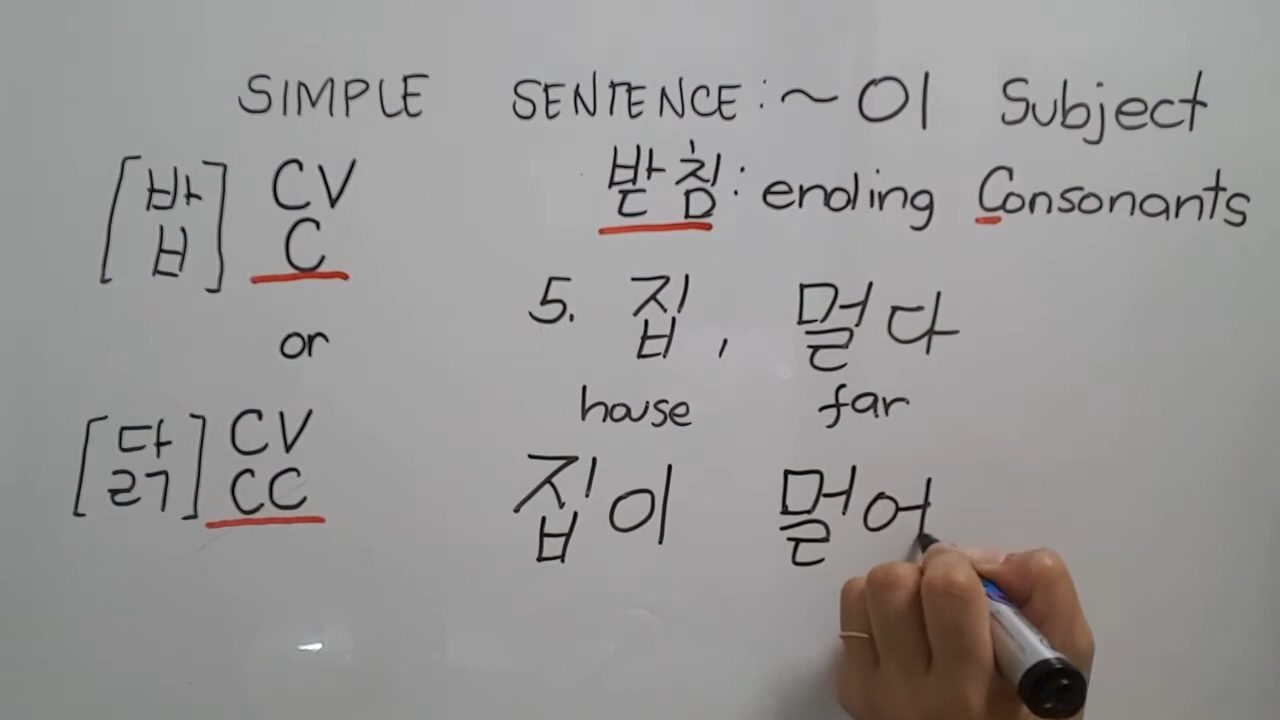 SIMPLE SENTENCE: ~이 Subject
받침: ending Consonants
[밥] CV
C
or
[닭] CV
CC
5. 집, 멀다
house far
집이 멀어